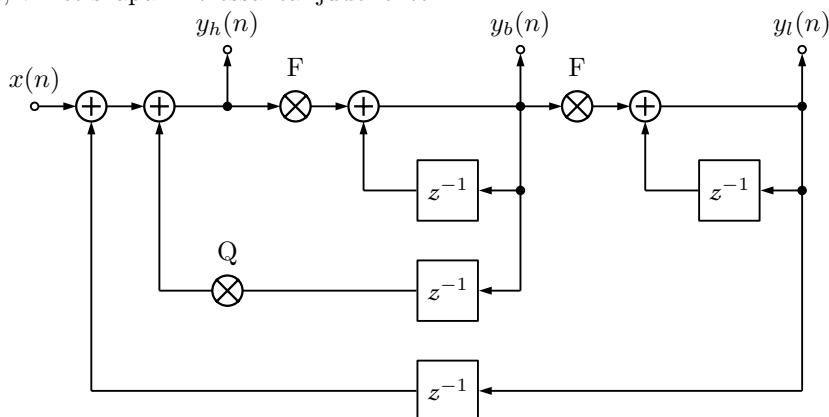 y_h(n) y_b(n) y_l(n)
F F
x(n)
+ + + +
z^{-1} z^{-1}
Q
z^{-1}
z^{-1}